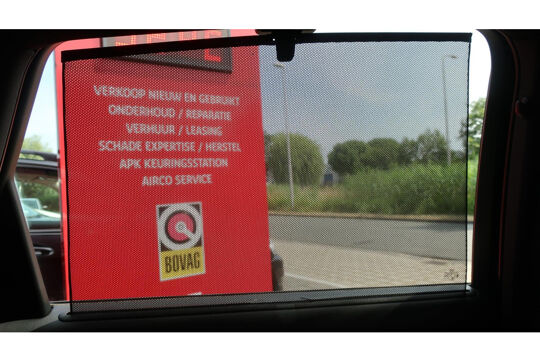 VERKOOP NIEUW EN GEBRUIKT
ONDERHOUD / REPARATIE
VERHUUR / LEASING
SCHADE EXPERTISE / HERSTEL
APK KEURINGSSTATION
AIRCO SERVICE
BOVAG